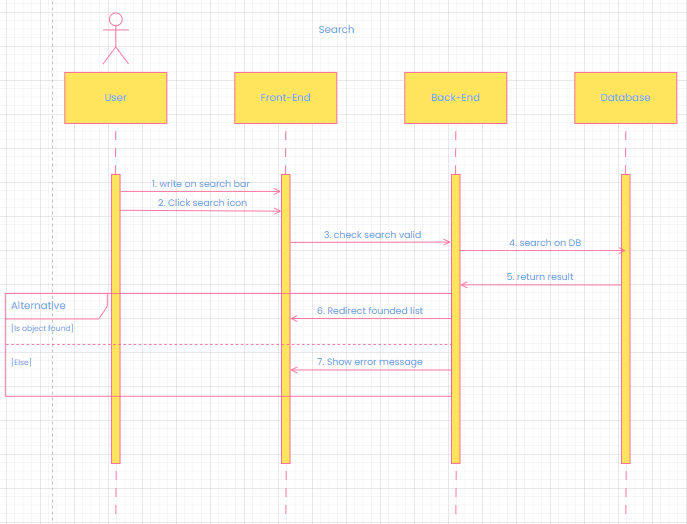 Search
User
Front-End
Back-End
Database
1. write on search bar
2. Click search icon
3. check search valid
4. search on DB
5. return result
Alternative
6. Redirect founded list
[Is object found]
[Else]
7. Show error message